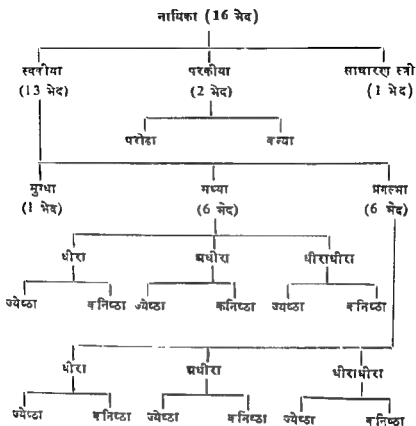 नायिका (16 भेद)
स्वकीया परकीया साधारण स्त्री
(13 भेद) (2 भेद) (1 भेद)
परोढा कन्या
मुग्धा मध्या प्रगल्भा
(1 भेद) (6 भेद) (6 भेद)
धीरा अधीरा धीराधीरा
ज्येष्ठा कनिष्ठा ज्येष्ठा कनिष्ठा ज्येष्ठा कनिष्ठा
धीरा अधीरा धीराधीरा
ज्येष्ठा कनिष्ठा ज्येष्ठा कनिष्ठा ज्येष्ठा कनिष्ठा